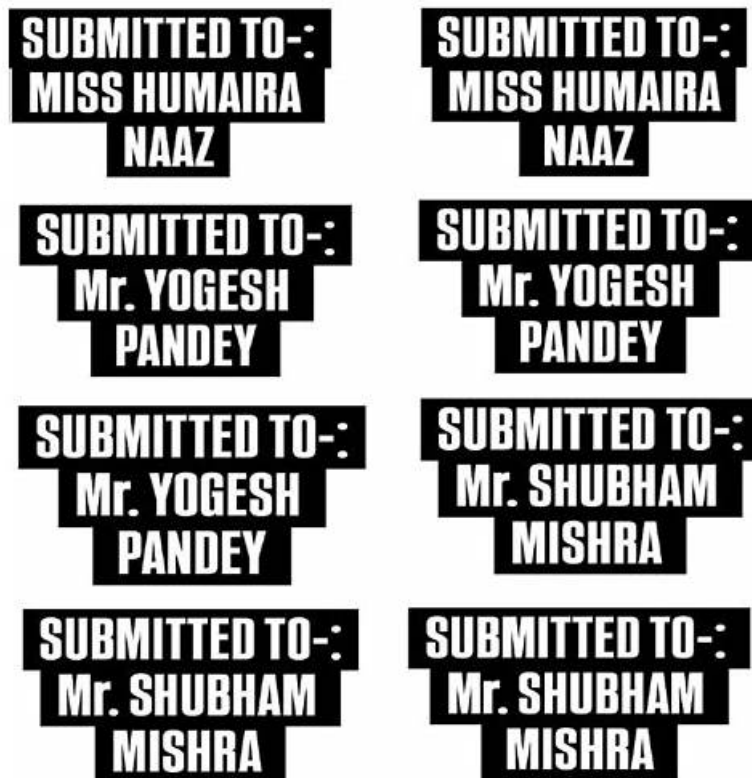 SUBMITTED TO-:
MISS HUMAIRA
NAAZ
SUBMITTED TO-:
MISS HUMAIRA
NAAZ
SUBMITTED TO-:
Mr. YOGESH
PANDEY
SUBMITTED TO-:
Mr. YOGESH
PANDEY
SUBMITTED TO-:
Mr. YOGESH
PANDEY
SUBMITTED TO-:
Mr. SHUBHAM
MISHRA
SUBMITTED TO-:
Mr. SHUBHAM
MISHRA
SUBMITTED TO-:
Mr. SHUBHAM
MISHRA